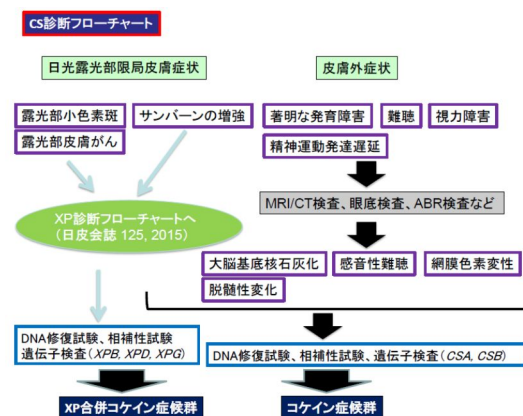 CS診断フローチャート
日光露光部限局皮膚症状
皮膚外症状
露光部小色素斑
サンバーンの増強
露光部皮膚がん
著明な発育障害
難聴
視力障害
精神運動発達遅延
MRI/CT検査、眼底検査、ABR検査など
XP診断フローチャートへ
（日皮会誌 125, 2015）
大脳基底核石灰化
感音性難聴
網膜色素変性
脱髄性変化
DNA修復試験、相補性試験
遺伝子検査（XPB, XPD, XPG）
DNA修復試験、相補性試験、遺伝子検査（CSA, CSB）
XP合併コケイン症候群
コケイン症候群